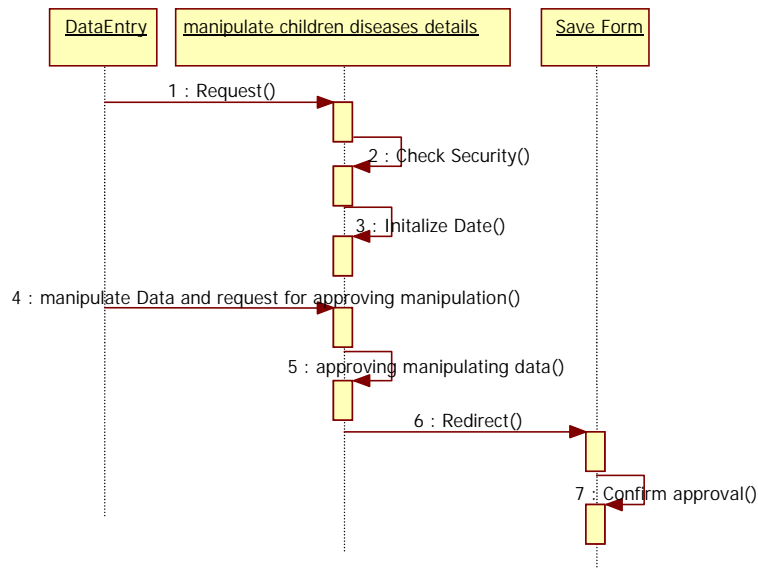 DataEntry
manipulate children diseases details
Save Form
1 : Request()
2 : Check Security()
3 : Initalize Date()
4 : manipulate Data and request for approving manipulation()
5 : approving manipulating data()
6 : Redirect()
7 : Confirm approval()